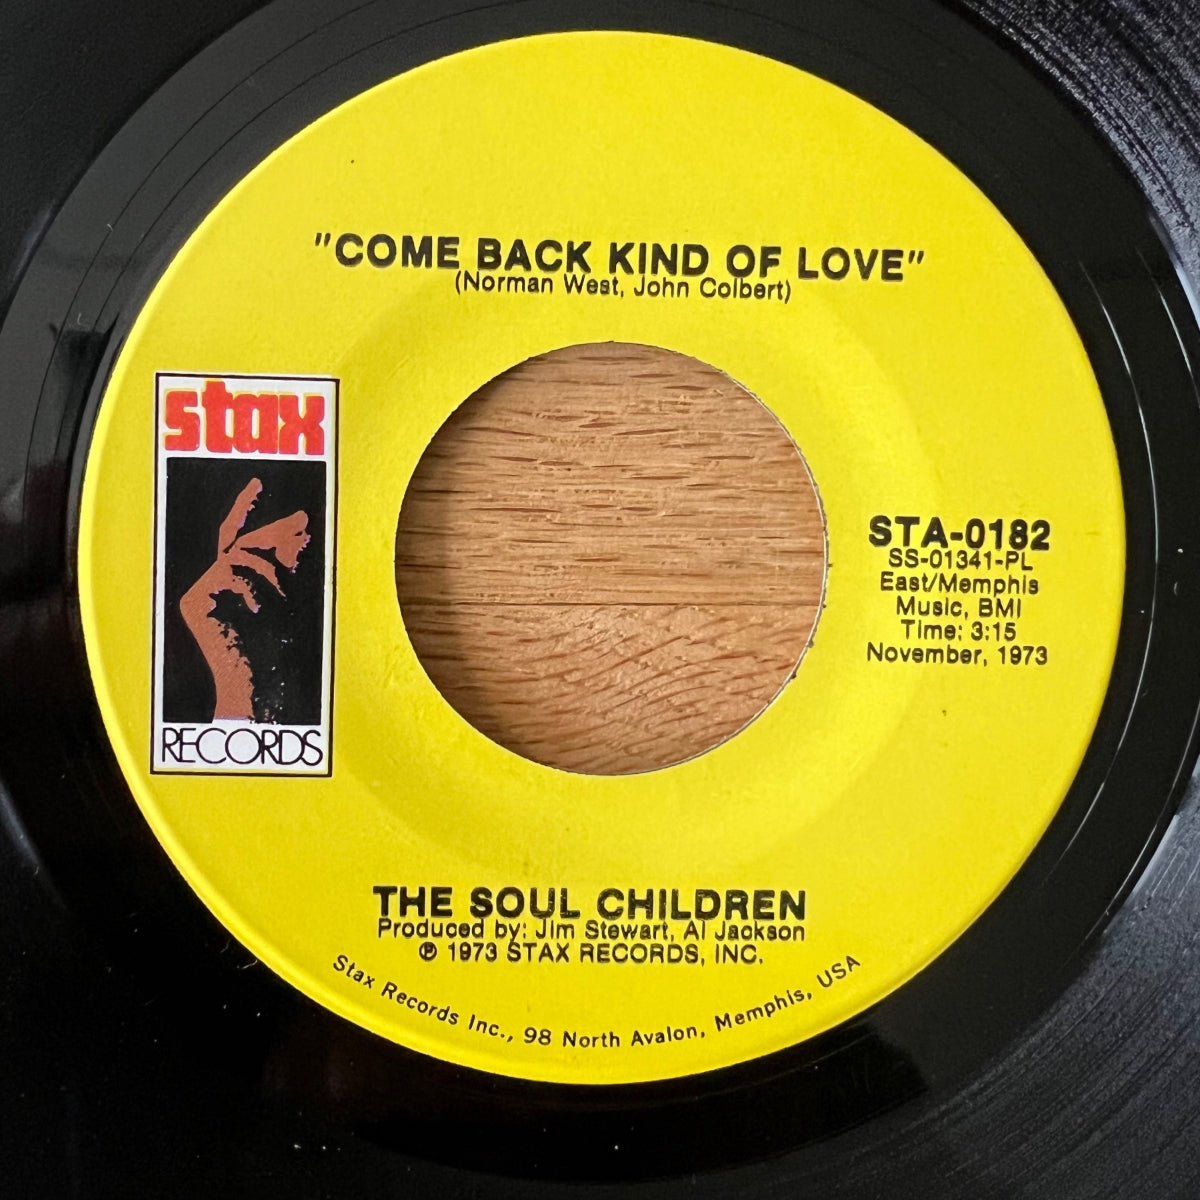 "COME BACK KIND OF LOVE"
(Norman West, John Colbert)
stax
RECORDS
STA-0182
SS-01341-PL
East/Memphis
Music, BMI
Time: 3:15
November, 1973
THE SOUL CHILDREN
Produced by: Jim Stewart, Al Jackson
℗ 1973 STAX RECORDS, INC.
Stax Records Inc., 98 North Avalon, Memphis, USA